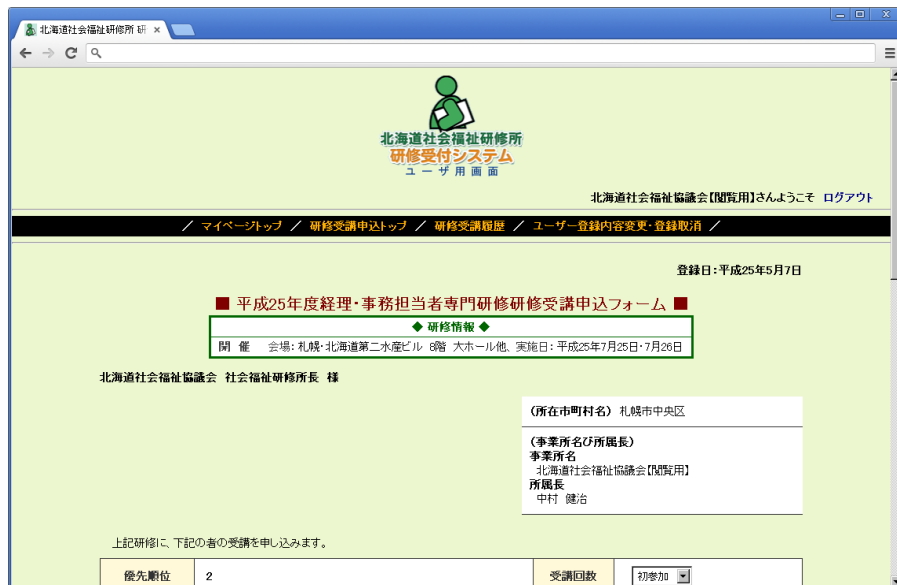 北海道社会福祉研修所 研
北海道社会福祉研修所
研修受付システム
ユーザ用画面
北海道社会福祉協議会【閲覧用】さんようこそ ログアウト
／ マイページトップ ／ 研修受講申込トップ ／ 研修受講履歴 ／ ユーザー登録内容変更・登録取消 ／
登録日：平成25年5月7日
■ 平成25年度経理・事務担当者専門研修研修受講申込フォーム ■
◆ 研修情報 ◆
開 催 会場：札幌・北海道第二水産ビル 8階 大ホール他、実施日：平成25年7月25日・7月26日
北海道社会福祉協議会 社会福祉研修所長 様
（所在市町村名） 札幌市中央区
（事業所名び所属長）
事業所名
北海道社会福祉協議会【閲覧用】
所属長
中村 健治
上記研修に、下記の者の受講を申し込みます。
優先順位 2 受講回数 初参加